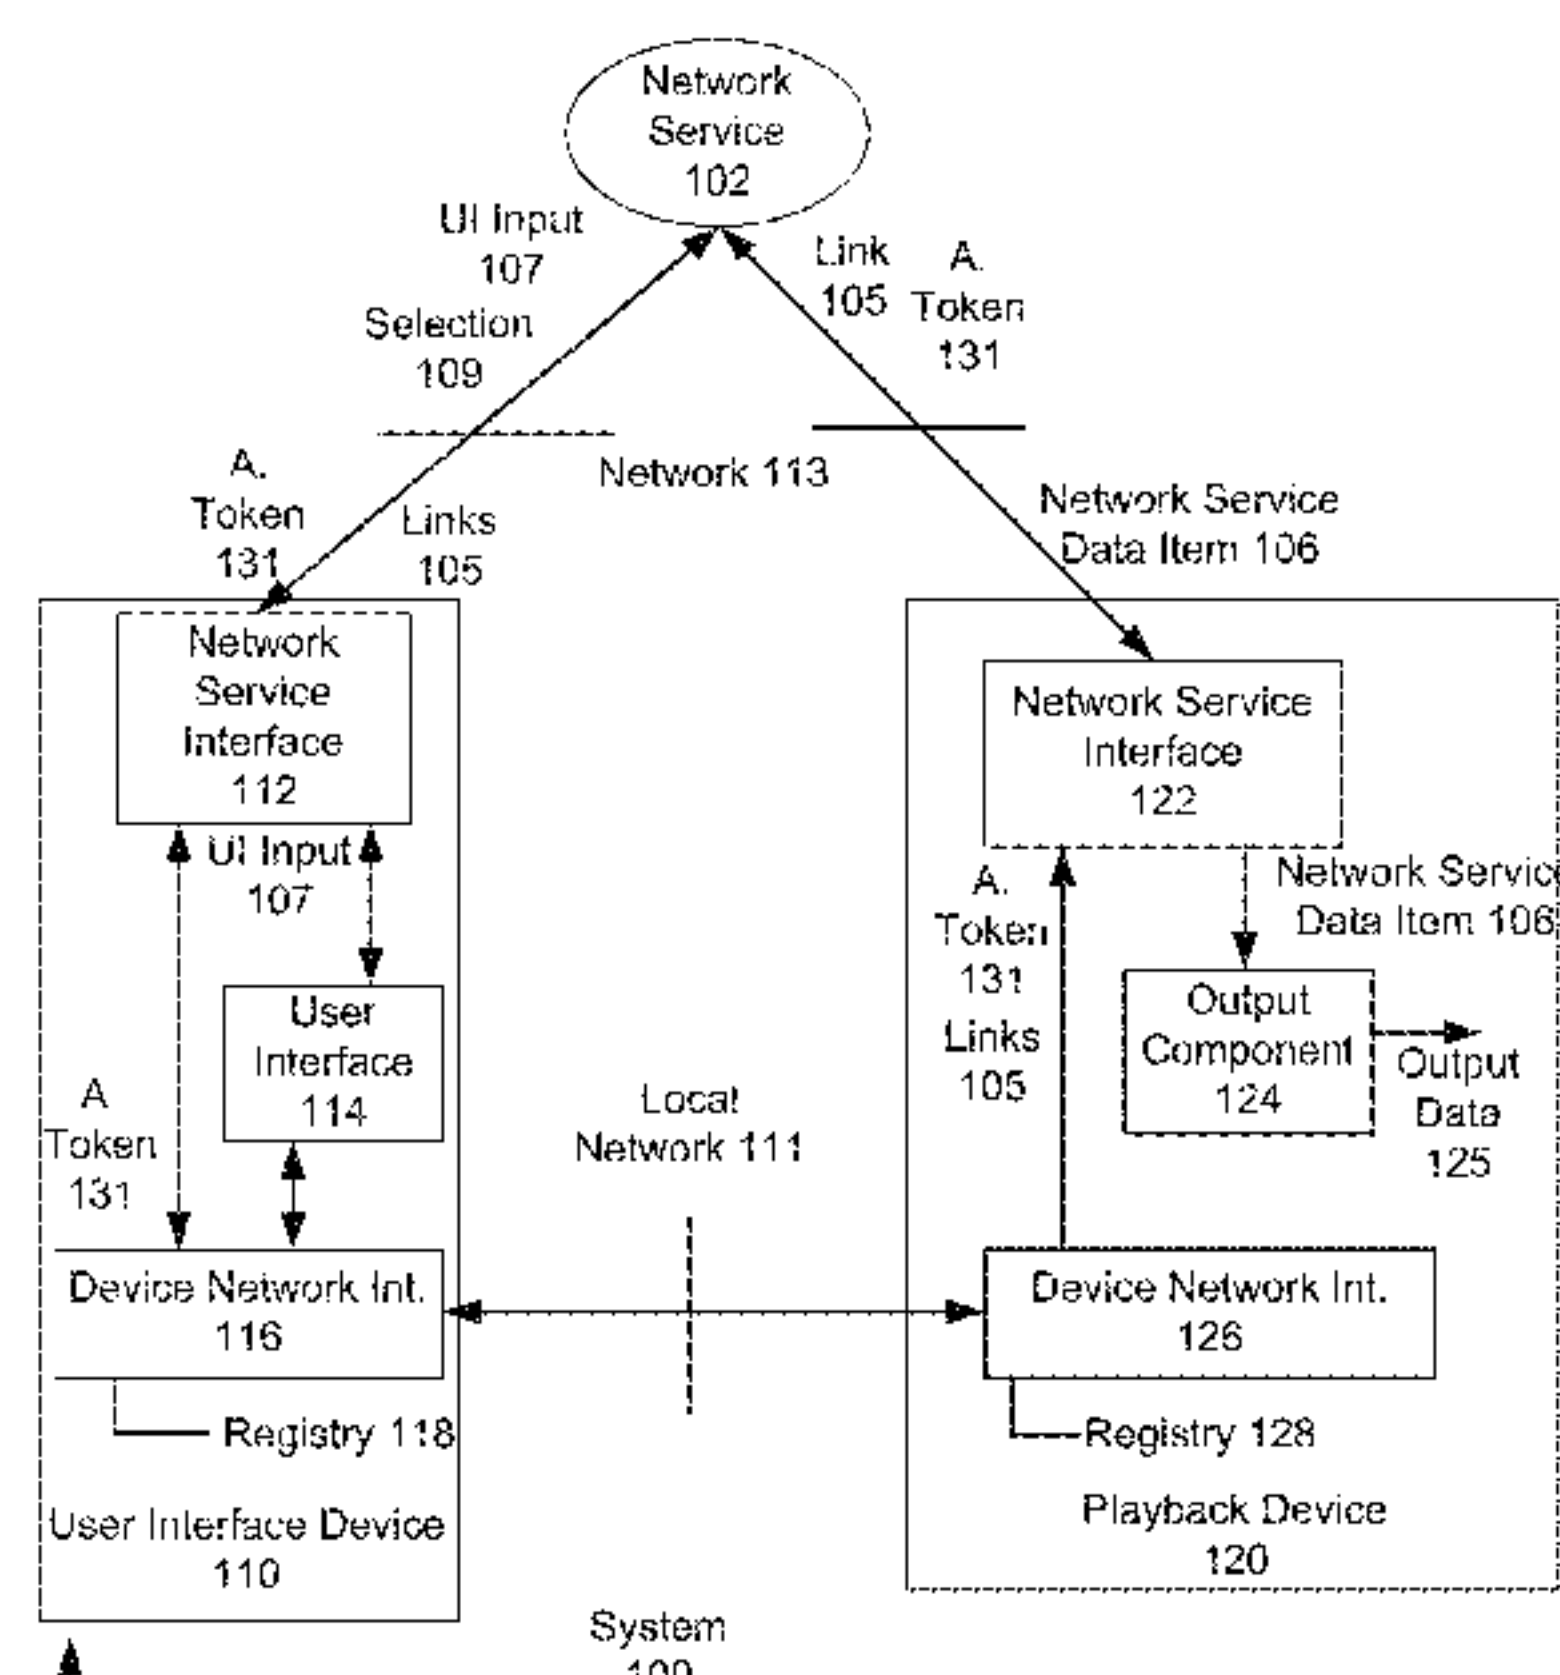 Network
Service
102
UI Input
107
Link
105
A.
Token
131
Selection
109
Network 113
A.
Token
131
Links
105
Network Service
Data Item 106
Network
Service
Interface
112
Network Service
Interface
122
UI Input
107
A.
Token
131
Links
105
Network Servic
Data Item 106
User
Interface
114
Output
Component
124
Output
Data
125
A
Token
131
Local
Network 111
Device Network Int.
116
Device Network Int.
126
Registry 118
Registry 128
User Interface Device
110
Playback Device
120
System
100